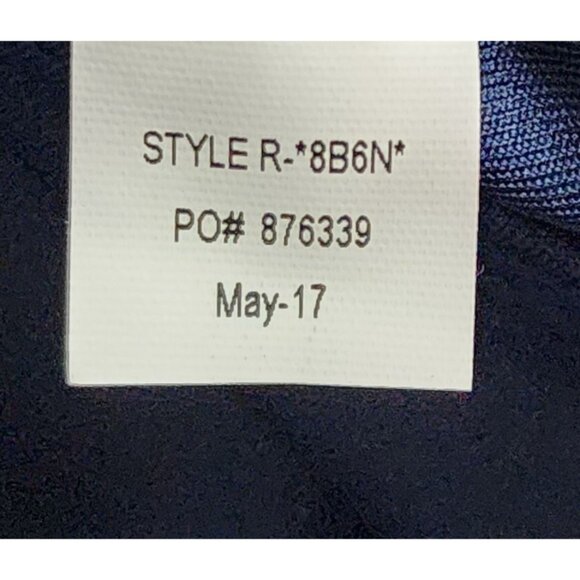 STYLE R-*8B6N*
PO# 876339
May-17